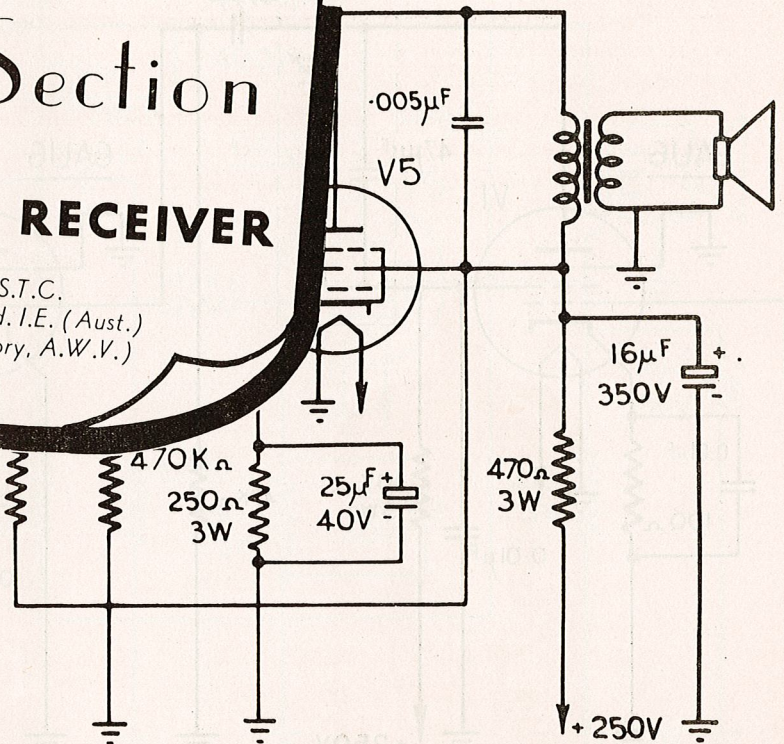 Section
RECEIVER
S.T.C.
I.E. (Aust.)
ory, A.W.V.)
.005µF
V5
470KΩ
250Ω
3W
25µF +
40V -
470Ω
3W
16µF + .
350V -
+ 250V